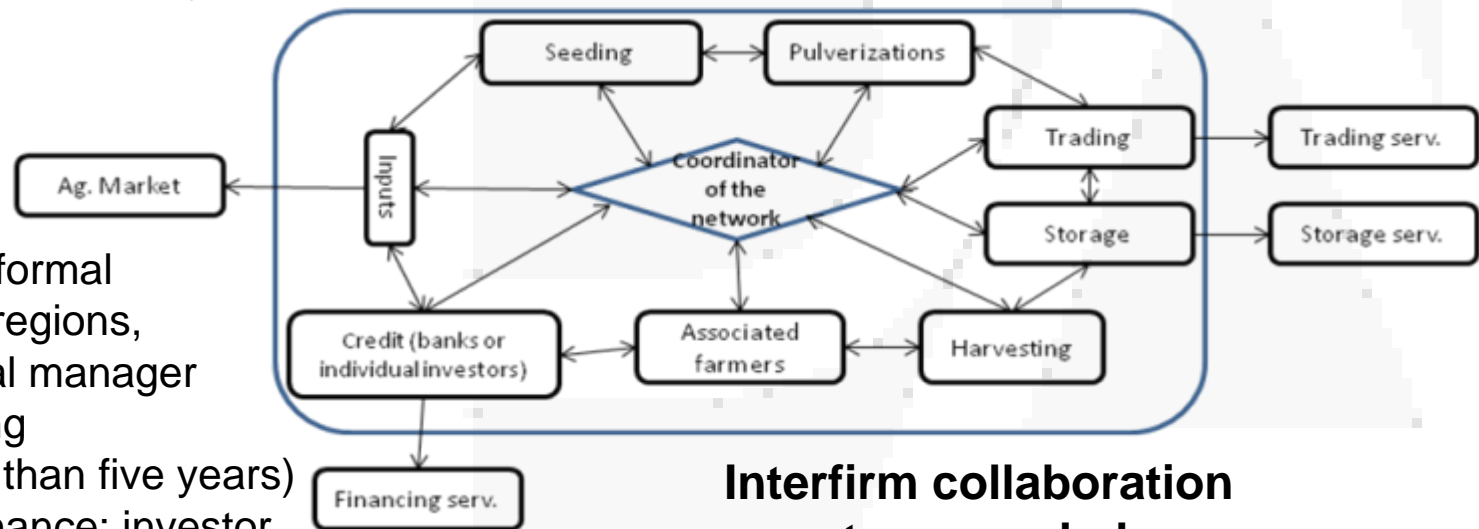 Seeding
Pulverizations
Trading
Trading serv.
Ag. Market
Inputs
Coordinator
of the
network
Storage
Storage serv.
formal
regions,
al manager
Credit (banks or
individual investors)
Associated
farmers
Harvesting
than five years)
Financing serv.
Interfirm collaboration